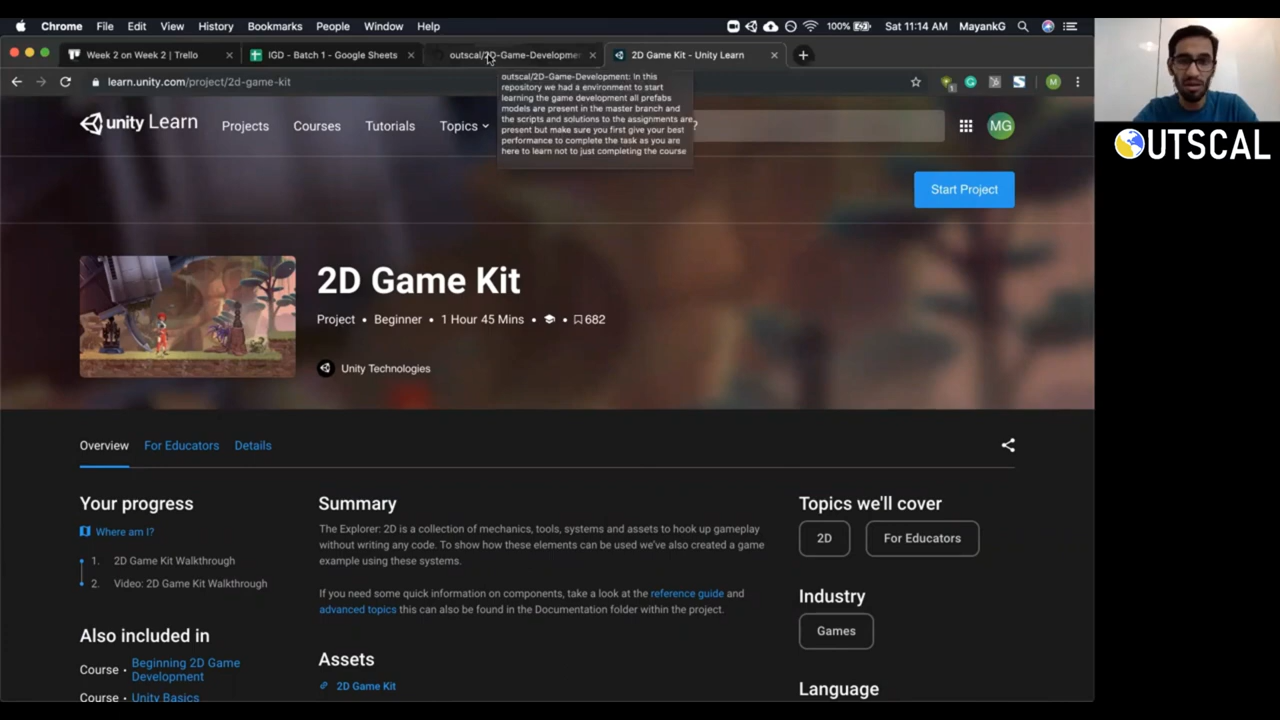 Chrome File Edit View History Bookmarks People Window Help 100% Sat 11:14 AM MayankG
Week 2 on Week 2 | Trello IGD - Batch 1 - Google Sheets outscal/2D-Game-Developmen 2D Game Kit - Unity Learn
learn.unity.com/project/2d-game-kit M
outscal/2D-Game-Development: In this
repository we had a environment to start
learning the game development all prefabs
models are present in the master branch and
the scripts and solutions to the assignments are
present but make sure you first give your best
performance to complete the task as you are
here to learn not to just completing the course
unity Learn Projects Courses Tutorials Topics ? MG
OUTSCAL
Start Project
2D Game Kit
Project • Beginner • 1 Hour 45 Mins • • 682
Unity Technologies
Overview For Educators Details
Your progress
Where am I?
1. 2D Game Kit Walkthrough
2. Video: 2D Game Kit Walkthrough
Also included in
Course • Beginning 2D Game
Development
Course • Unity Basics
Summary
The Explorer: 2D is a collection of mechanics, tools, systems and assets to hook up gameplay
without writing any code. To show how these elements can be used we've also created a game
example using these systems.
If you need some quick information on components, take a look at the reference guide and
advanced topics this can also be found in the Documentation folder within the project.
Assets
2D Game Kit
Topics we'll cover
2D For Educators
Industry
Games
Language